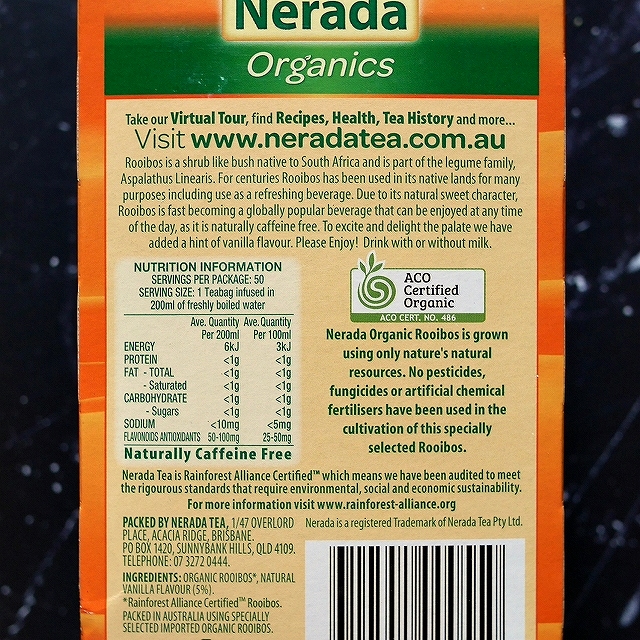 Nerada
Organics
Take our Virtual Tour, find Recipes, Health, Tea History and more...
Visit www.neradatea.com.au
Rooibos is a shrub like bush native to South Africa and is part of the legume family,
Aspalathus Linearis. For centuries Rooibos has been used in its native lands for many
purposes including use as a refreshing beverage. Due to its natural sweet character,
Rooibos is fast becoming a globally popular beverage that can be enjoyed at any time
of the day, as it is naturally caffeine free. To excite and delight the palate we have
added a hint of vanilla flavour. Please Enjoy! Drink with or without milk.
NUTRITION INFORMATION
SERVINGS PER PACKAGE: 50
SERVING SIZE: 1 Teabag infused in
200ml of freshly boiled water
Ave. Quantity Ave. Quantity
Per 200ml Per 100ml
ENERGY 6kJ 3kJ
PROTEIN <1g <1g
FAT - TOTAL <1g <1g
- Saturated <1g <1g
CARBOHYDRATE <1g <1g
- Sugars <1g <1g
SODIUM <10mg <5mg
FLAVONOIDS ANTIOXIDANTS 50-100mg 25-50mg
Naturally Caffeine Free
ACO
Certified
Organic
ACO CERT. NO. 486
Nerada Organic Rooibos is grown
using only nature's natural
resources. No pesticides,
fungicides or artificial chemical
fertilisers have been used in the
cultivation of this specially
selected Rooibos.
Nerada Tea is Rainforest Alliance Certified™ which means we have been audited to meet
the rigourous standards that require environmental, social and economic sustainability.
For more information visit www.rainforest-alliance.org
PACKED BY NERADA TEA, 1/47 OVERLORD
PLACE, ACACIA RIDGE, BRISBANE.
PO BOX 1420, SUNNYBANK HILLS, QLD 4109.
TELEPHONE: 07 3272 0444.
INGREDIENTS: ORGANIC ROOIBOS*, NATURAL
VANILLA FLAVOUR (5%).
*Rainforest Alliance Certified™ Rooibos.
PACKED IN AUSTRALIA USING SPECIALLY
SELECTED IMPORTED ORGANIC ROOIBOS.
Nerada is a registered Trademark of Nerada Tea Pty Ltd.